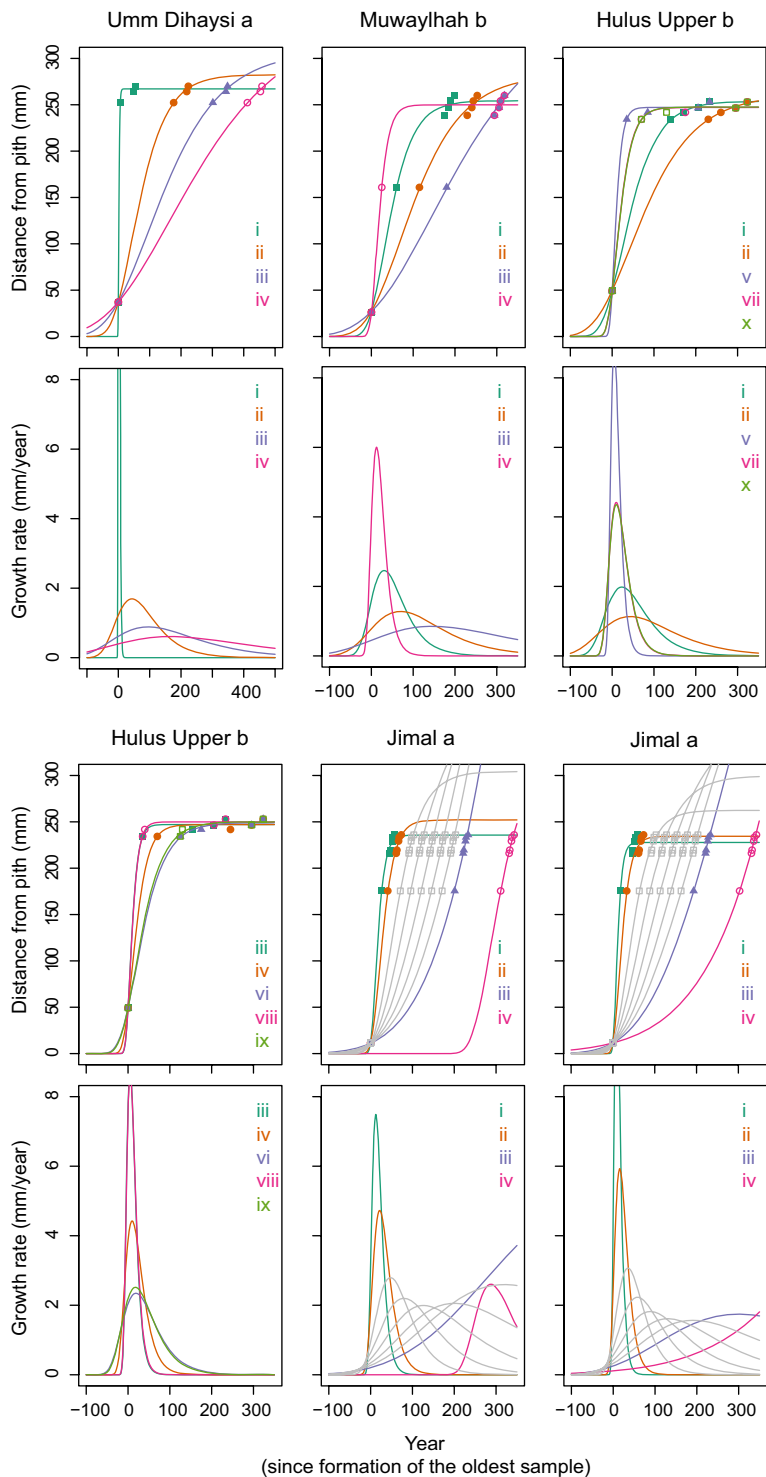 Umm Dihaysi a
Muwaylhah b
Hulus Upper b
Distance from pith (mm)
300
250
200
150
100
50
0
i
ii
iii
iv
i
ii
iii
iv
i
ii
v
vii
x
Growth rate (mm/year)
8
6
4
2
0
i
ii
iii
iv
i
ii
iii
iv
i
ii
v
vii
x
0 200 400
−100 0 100 200 300
−100 0 100 200 300
Hulus Upper b
Jimal a
Jimal a
Distance from pith (mm)
300
250
200
150
100
50
0
iii
iv
vi
viii
ix
i
ii
iii
iv
i
ii
iii
iv
Growth rate (mm/year)
8
6
4
2
0
iii
iv
vi
viii
ix
i
ii
iii
iv
i
ii
iii
iv
−100 0 100 200 300
−100 0 100 200 300
−100 0 100 200 300
Year
(since formation of the oldest sample)